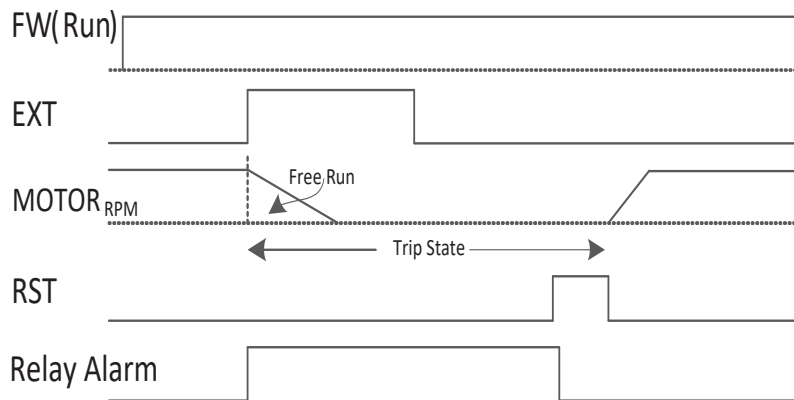 FW(Run)
EXT
Free Run
MOTOR RPM
Trip State
RST
Relay Alarm